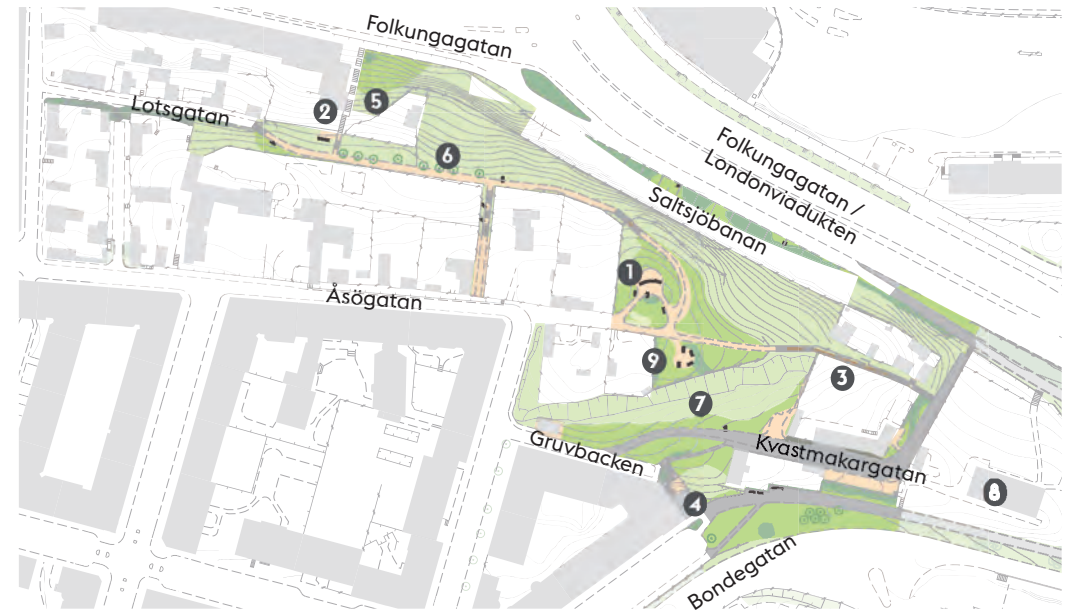 Folkungagatan
2
5
Lotsgatan
6
Folkungagatan /
Londonviadukten
Saltsjöbanan
1
Åsögatan
9
3
7
Gruvbacken
Kvastmakargatan
4
8
Bondegatan